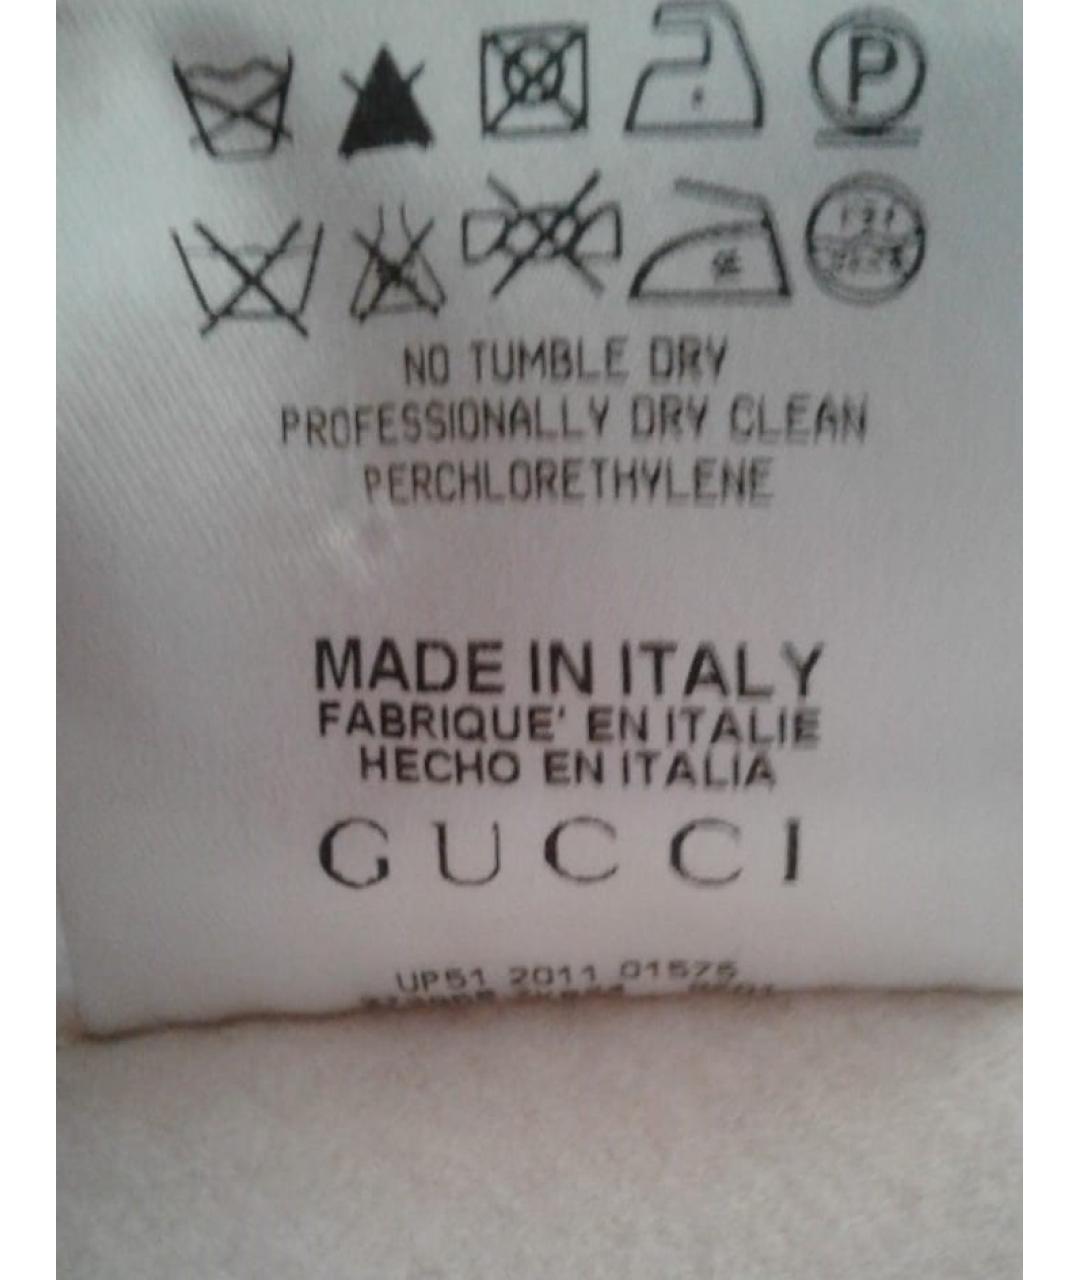 P
NO TUMBLE DRY
PROFESSIONALLY DRY CLEAN
PERCHLORETHYLENE
MADE IN ITALY
FABRIQUE' EN ITALIE
HECHO EN ITALIA
GUCCI
UP51 2011 01575